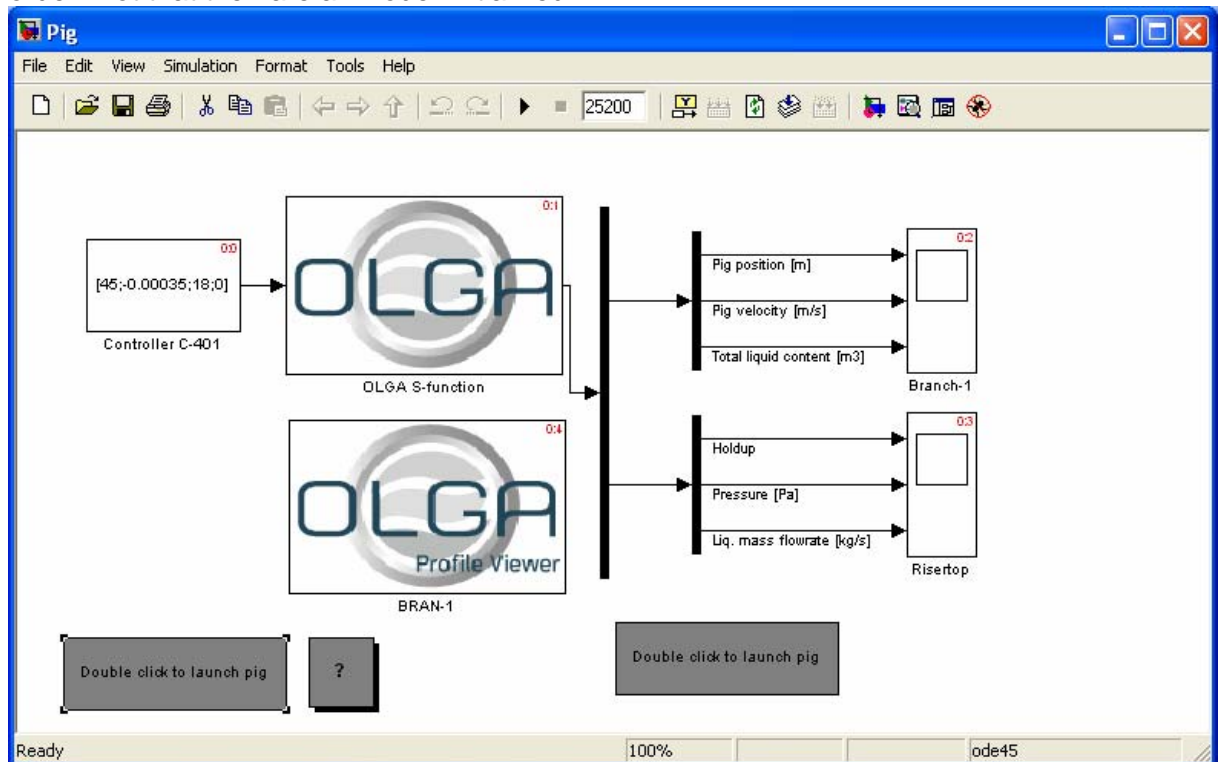 Pig
File Edit View Simulation Format Tools Help
25200
0:0
[45;-0.00035;18;0]
Controller C-401
0:1
OLGA
OLGA S-function
0:4
OLGA
Profile Viewer
BRAN-1
Pig position [m]
Pig velocity [m/s]
Total liquid content [m3]
0:2
Branch-1
Holdup
Pressure [Pa]
Liq. mass flowrate [kg/s]
0:3
Risertop
Double click to launch pig
?
Double click to launch pig
Ready 100% ode45